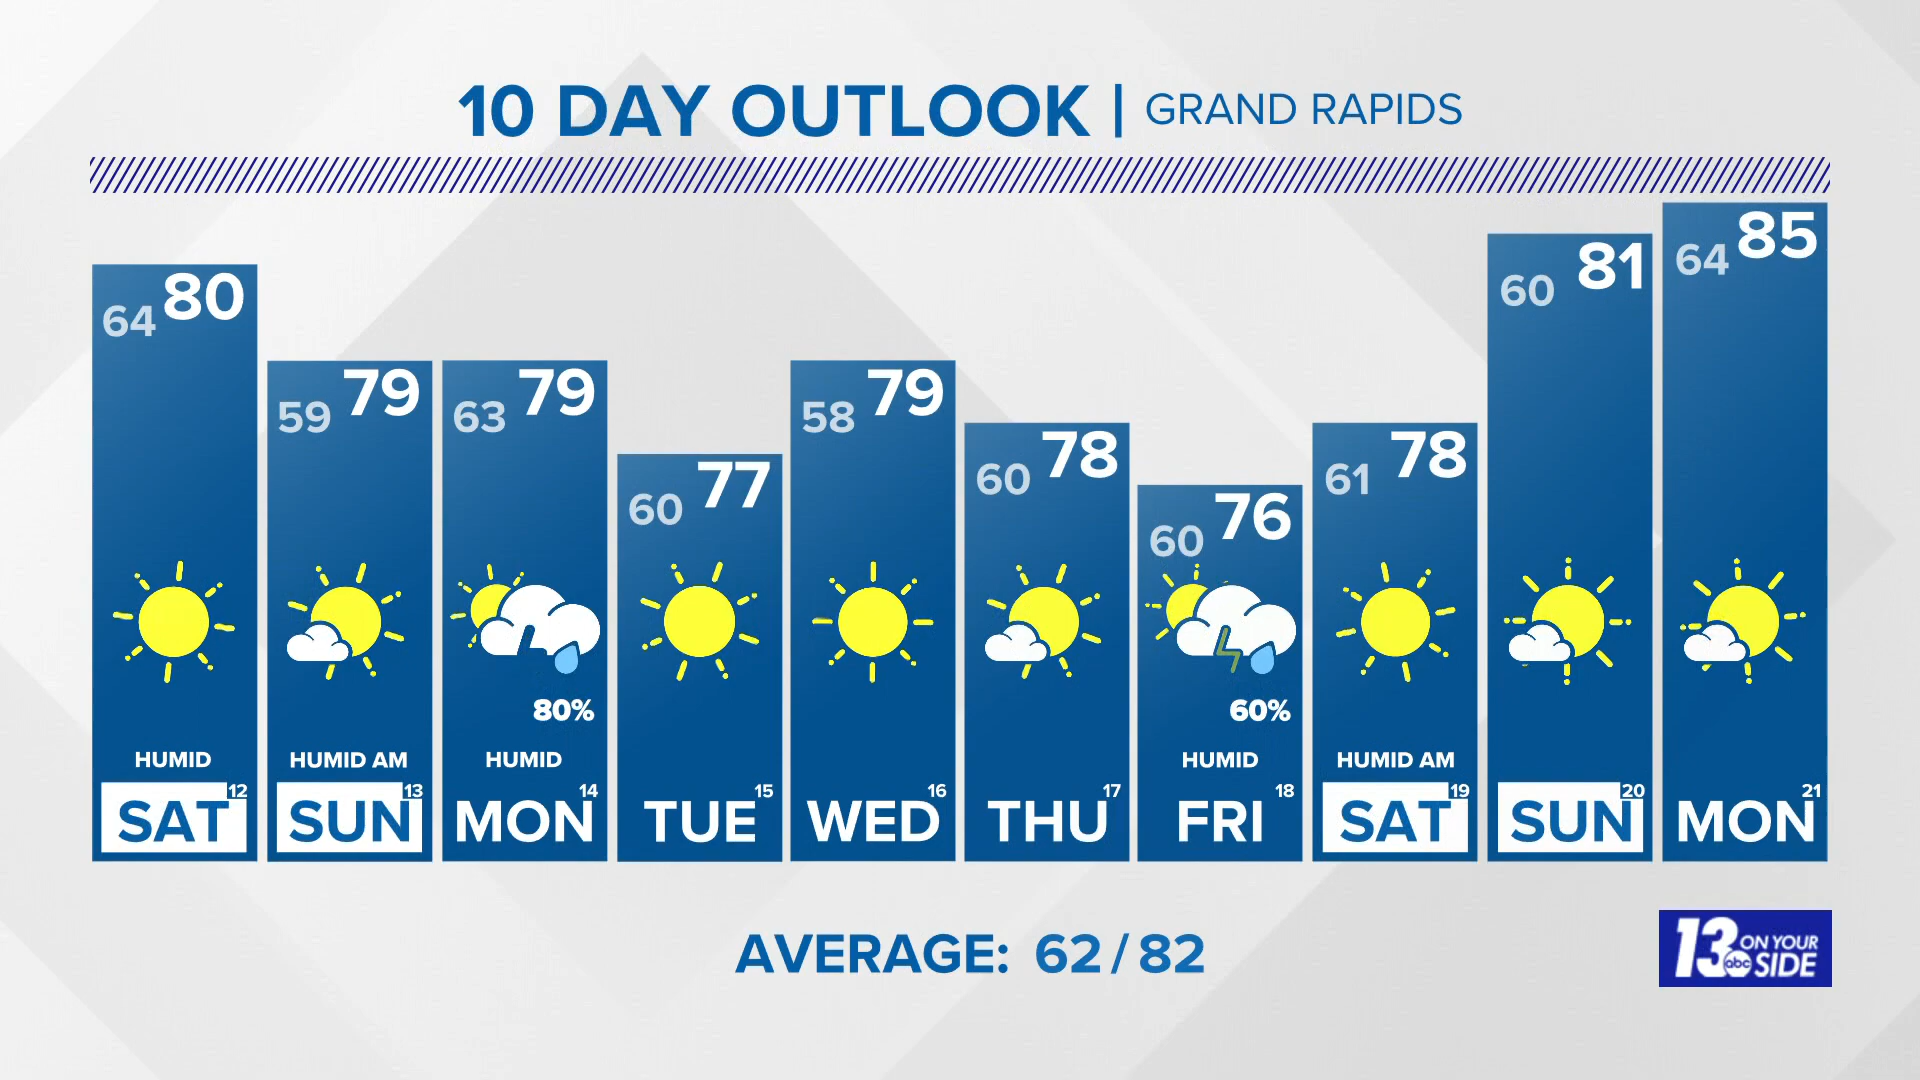 10 DAY OUTLOOK | GRAND RAPIDS
64 80
59 79
63 79
60 77
58 79
60 78
60 76
61 78
60 81
64 85
80%
60%
HUMID
HUMID AM
HUMID
HUMID
HUMID AM
SAT 12
SUN 13
MON 14
TUE 15
WED 16
THU 17
FRI 18
SAT 19
SUN 20
MON 21
AVERAGE: 62 / 82
13 ON YOUR
abc SIDE